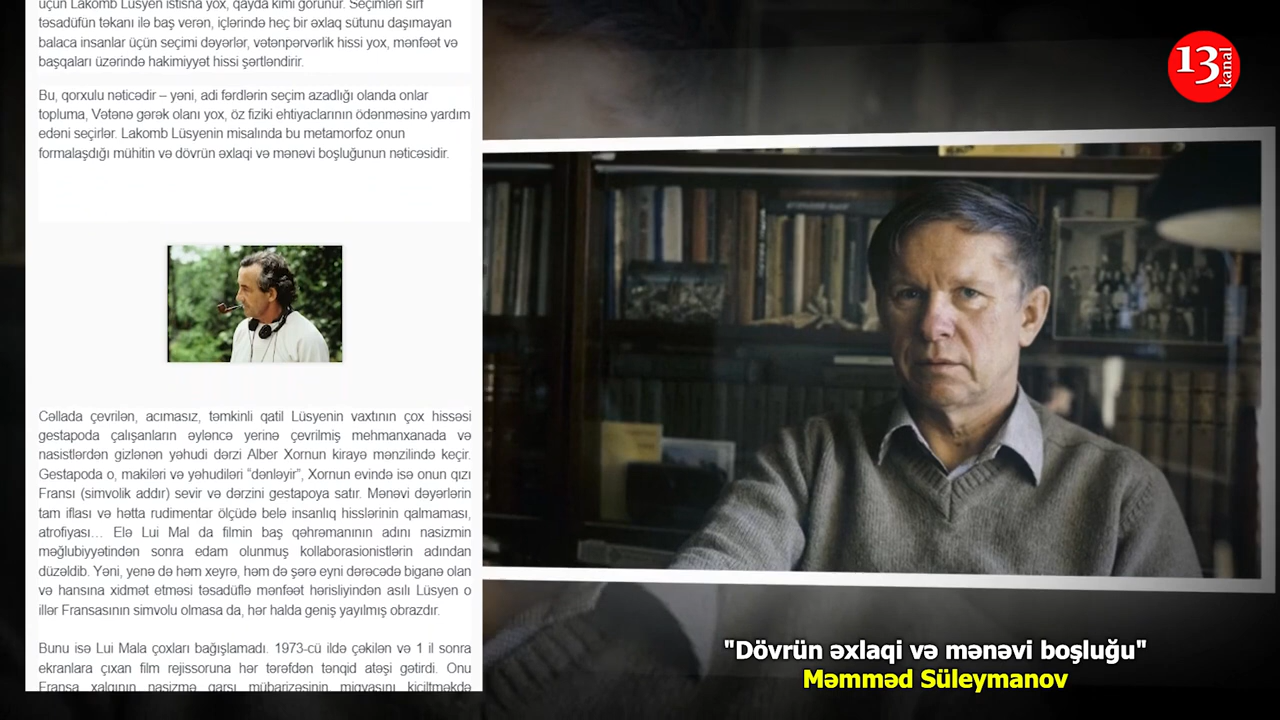 üçün Lakomb Lüsyen istisna yox, qayda kimi görünür. Seçimləri sırf
təsadüfün təkanı ilə baş verən, içlərində heç bir əxlaq sütunu daşımayan
balaca insanlar üçün seçimi dəyərlər, vətənpərvərlik hissi yox, mənfəət və
başqaları üzərində hakimiyyət hissi şərtləndirir.
Bu, qorxulu nəticədir – yəni, adi fərdlərin seçim azadlığı olanda onlar
topluma, Vətənə gərək olanı yox, öz fiziki ehtiyaclarının ödənməsinə yardım
edəni seçirlər. Lakomb Lüsyenin misalında bu metamorfoz onun
formalaşdığı mühitin və dövrün əxlaqi və mənəvi boşluğunun nəticəsidir.
Cəllada çevrilən, acımasız, təmkinli qatil Lüsyenin vaxtının çox hissəsi
gestapoda çalışanların əyləncə yerinə çevrilmiş mehmanxanada və
nasistlərdən gizlənən yəhudi dərzi Alber Xornun kirayə mənzilində keçir.
Gestapoda o, makiləri və yəhudiləri “dənləyir”, Xornun evində isə onun qızı
Fransı (simvolik addır) sevir və dərzini gestapoya satır. Mənəvi dəyərlərin
tam iflası və hətta rudimentar ölçüdə belə insanlıq hisslərinin qalmaması,
atrofiyası… Elə Lui Mal da filmin baş qəhrəmanının adını nasizmin
məğlubiyyətindən sonra edam olunmuş kollaborasionistlərin adından
düzəldib. Yəni, yenə də həm xeyrə, həm də şərə eyni dərəcədə biganə olan
və hansına xidmət etməsi təsadüflə mənfəət hərisliyindən asılı Lüsyen o
illər Fransasının simvolu olmasa da, hər halda geniş yayılmış obrazdır.
Bunu isə Lui Mala çoxları bağışlamadı. 1973-cü ildə çəkilən və 1 il sonra
ekranlara çıxan film rejissoruna hər tərəfdən tənqid atəşi gətirdi. Onu
Fransa xalqının nasizmə qarşı mübarizəsinin miqyasını kiçiltməkdə
13
kanal
"Dövrün əxlaqi və mənəvi boşluğu"
Məmməd Süleymanov